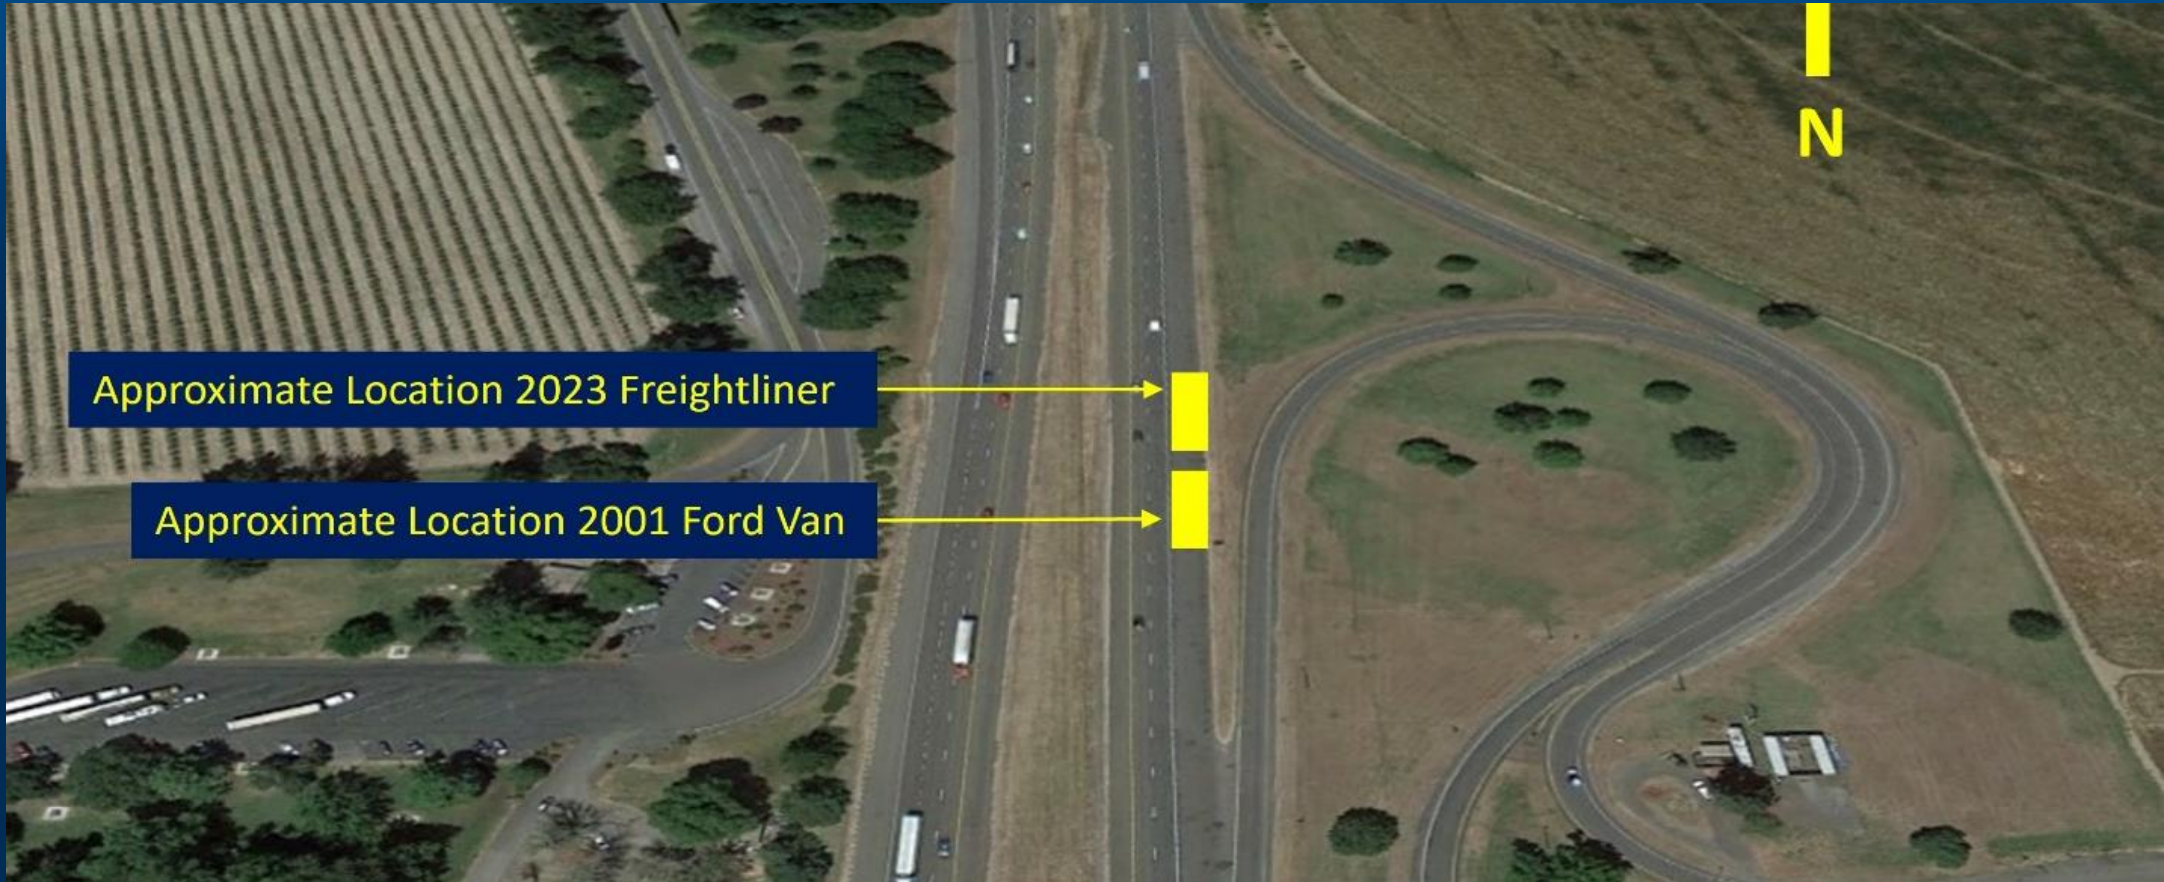 N
Approximate Location 2023 Freightliner
Approximate Location 2001 Ford Van